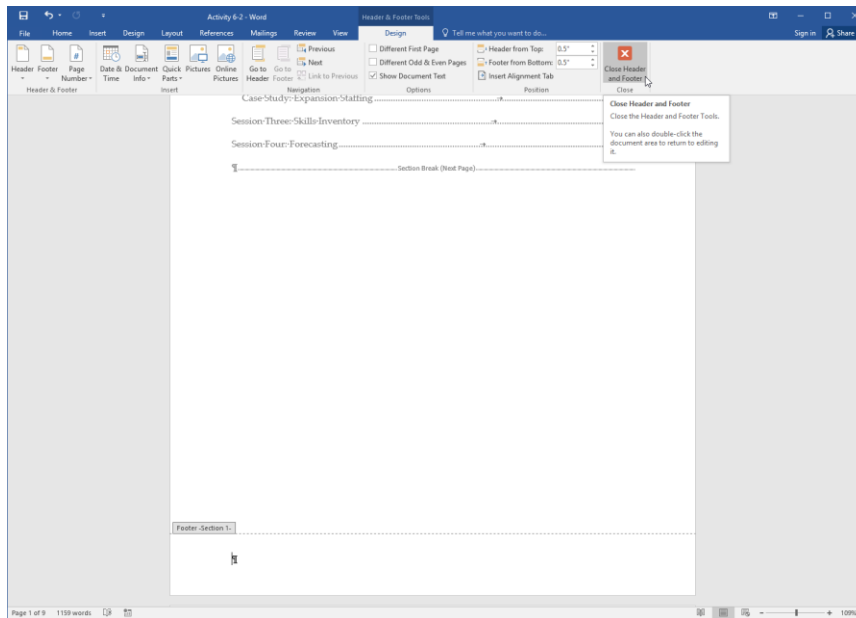 Activity 6-2 - Word
Header & Footer Tools
File Home Insert Design Layout References Mailings Review View Design Tell me what you want to do... Sign in Share
Header Footer Page Number
Date & Time Document Info Quick Parts Pictures Online Pictures
Go to Header Go to Footer Previous Next Link to Previous
Different First Page
Different Odd & Even Pages
Show Document Text
Header from Top: 0.5"
Footer from Bottom: 0.5"
Insert Alignment Tab
Close Header and Footer
Header & Footer Insert Navigation Options Position Close
Close Header and Footer
Close the Header and Footer Tools.
You can also double-click the
document area to return to editing
it.
Case·Study:·Expansion·Staffing
Session·Three:·Skills·Inventory
Session·Four:·Forecasting
¶ Section Break (Next Page)
Footer -Section 1-
¶
Page 1 of 9 1159 words 109%